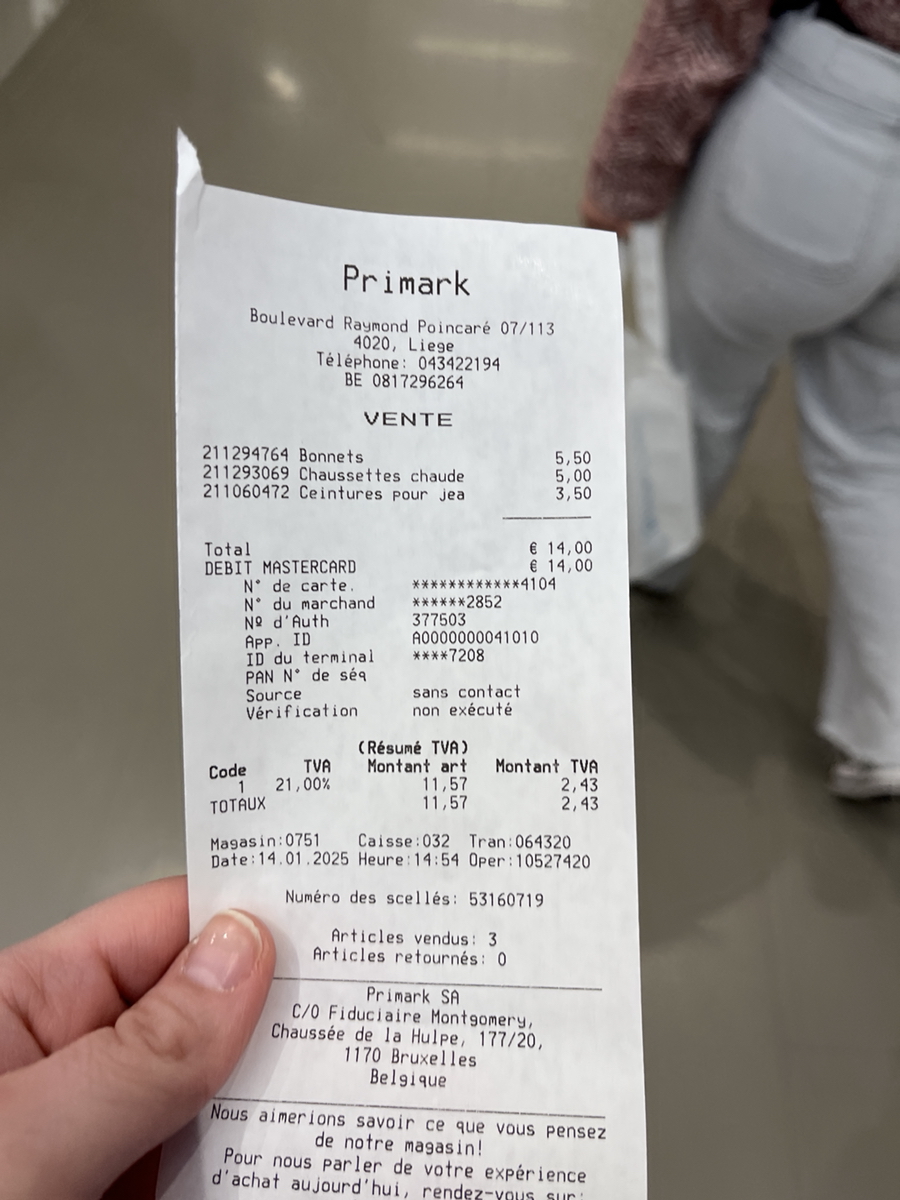 Primark
Boulevard Raymond Poincaré 07/113
4020, Liege
Téléphone: 043422194
BE 0817296264
VENTE
211294764 Bonnets 5,50
211293069 Chaussettes chaude 5,00
211060472 Ceintures pour jea 3,50
Total € 14,00
DEBIT MASTERCARD € 14,00
N° de carte. ************4104
N° du marchand ******2852
Nº d'Auth 377503
App. ID A0000000041010
ID du terminal ****7208
PAN N° de séq
Source sans contact
Vérification non exécuté
(Résumé TVA)
Code TVA Montant art Montant TVA
1 21,00% 11,57 2,43
TOTAUX 11,57 2,43
Magasin:0751 Caisse:032 Tran:064320
Date:14.01.2025 Heure:14:54 Oper:10527420
Numéro des scellés: 53160719
Articles vendus: 3
Articles retournés: 0
Primark SA
C/O Fiduciaire Montgomery,
Chaussée de la Hulpe, 177/20,
1170 Bruxelles
Belgique
Nous aimerions savoir ce que vous pensez
de notre magasin!
Pour nous parler de votre expérience
d'achat aujourd'hui, rendez-vous sur: